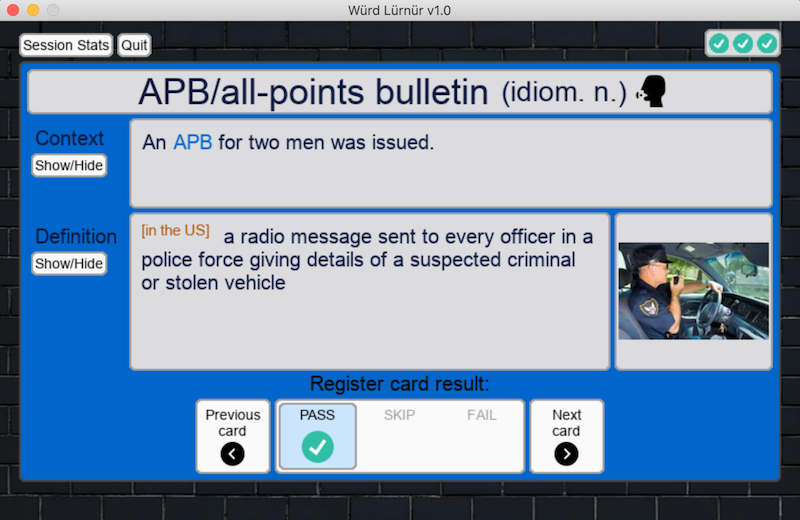 Würd Lürnür v1.0
Session Stats
Quit
APB/all-points bulletin (idiom. n.)
Context
Show/Hide
An APB for two men was issued.
Definition
Show/Hide
[in the US] a radio message sent to every officer in a
police force giving details of a suspected criminal
or stolen vehicle
Register card result:
Previous
card
PASS
SKIP
FAIL
Next
card